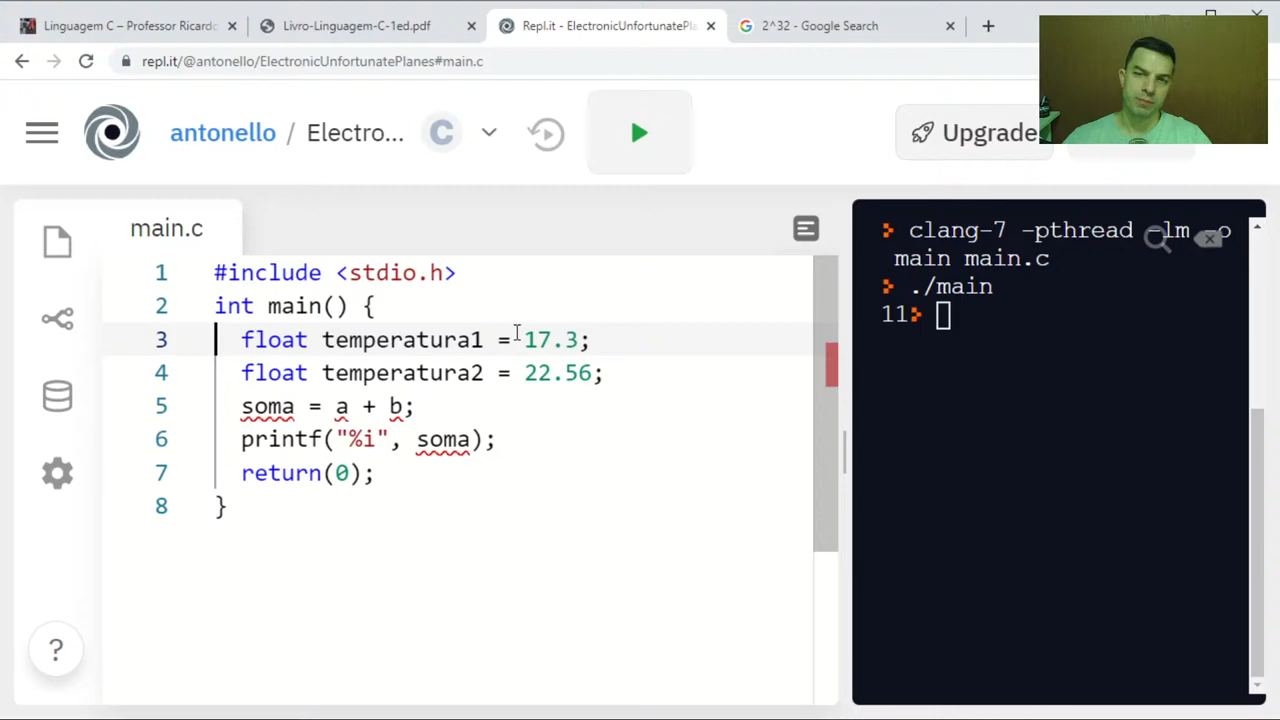 Linguagem C – Professor Ricardo
Livro-Linguagem-C-1ed.pdf
Repl.it - ElectronicUnfortunatePla
2^32 - Google Search
repl.it/@antonello/ElectronicUnfortunatePlanes#main.c
antonello / Electro...
C
Upgrade
main.c
1 #include <stdio.h>
2 int main() {
3 float temperatura1 = 17.3;
4 float temperatura2 = 22.56;
5 soma = a + b;
6 printf("%i", soma);
7 return(0);
8 }
?
clang-7 -pthread -lm -o
main main.c
./main
11